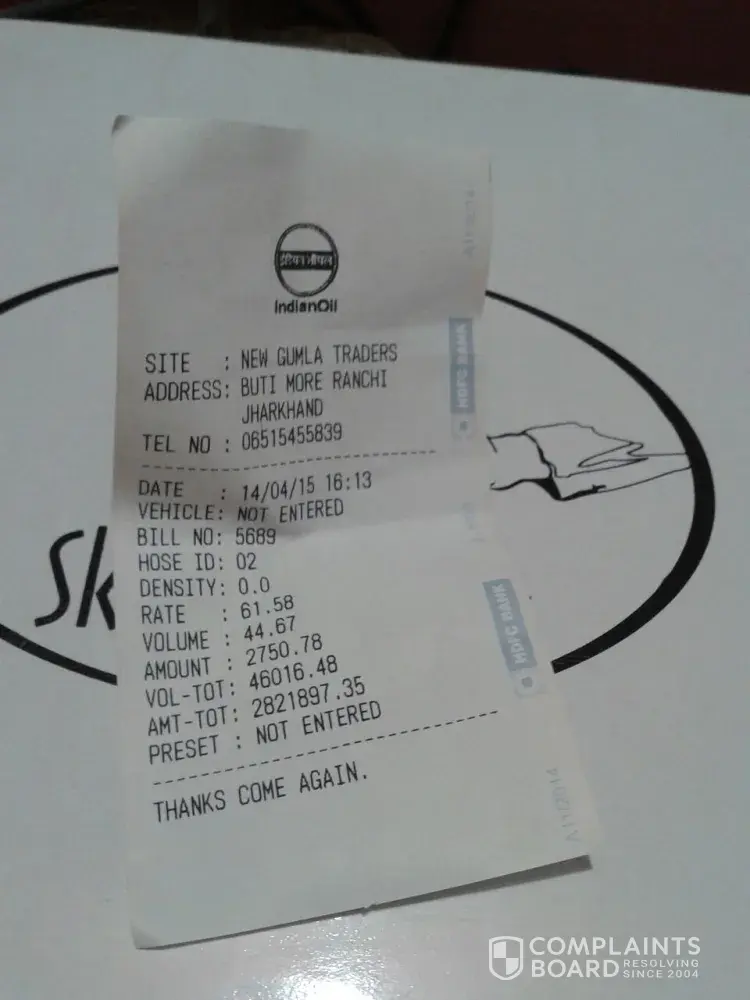 इंडियनऑयल
IndianOil
SITE : NEW GUMLA TRADERS
ADDRESS: BUTI MORE RANCHI
JHARKHAND
TEL NO : 06515455839
DATE : 14/04/15 16:13
VEHICLE: NOT ENTERED
BILL NO: 5689
HOSE ID: 02
DENSITY: 0.0
RATE : 61.58
VOLUME : 44.67
AMOUNT : 2750.78
VOL-TOT: 46016.48
AMT-TOT: 2821897.35
PRESET : NOT ENTERED
THANKS COME AGAIN.
HDFC BANK
HDFC BANK
Sk
COMPLAINTS
BOARD RESOLVING
SINCE 2004